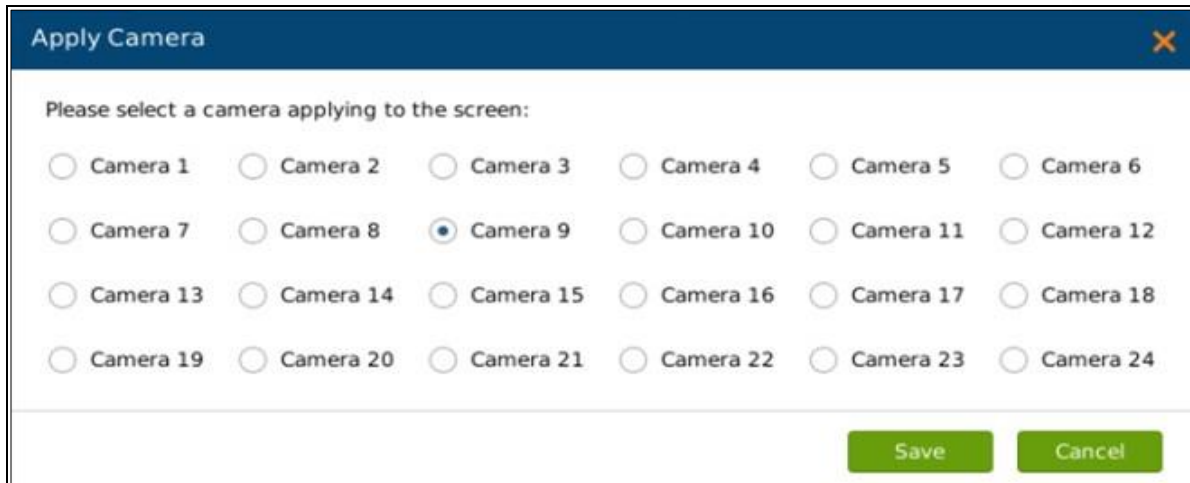 Apply Camera
Please select a camera applying to the screen:
Camera 1 Camera 2 Camera 3 Camera 4 Camera 5 Camera 6
Camera 7 Camera 8 Camera 9 Camera 10 Camera 11 Camera 12
Camera 13 Camera 14 Camera 15 Camera 16 Camera 17 Camera 18
Camera 19 Camera 20 Camera 21 Camera 22 Camera 23 Camera 24
Save Cancel